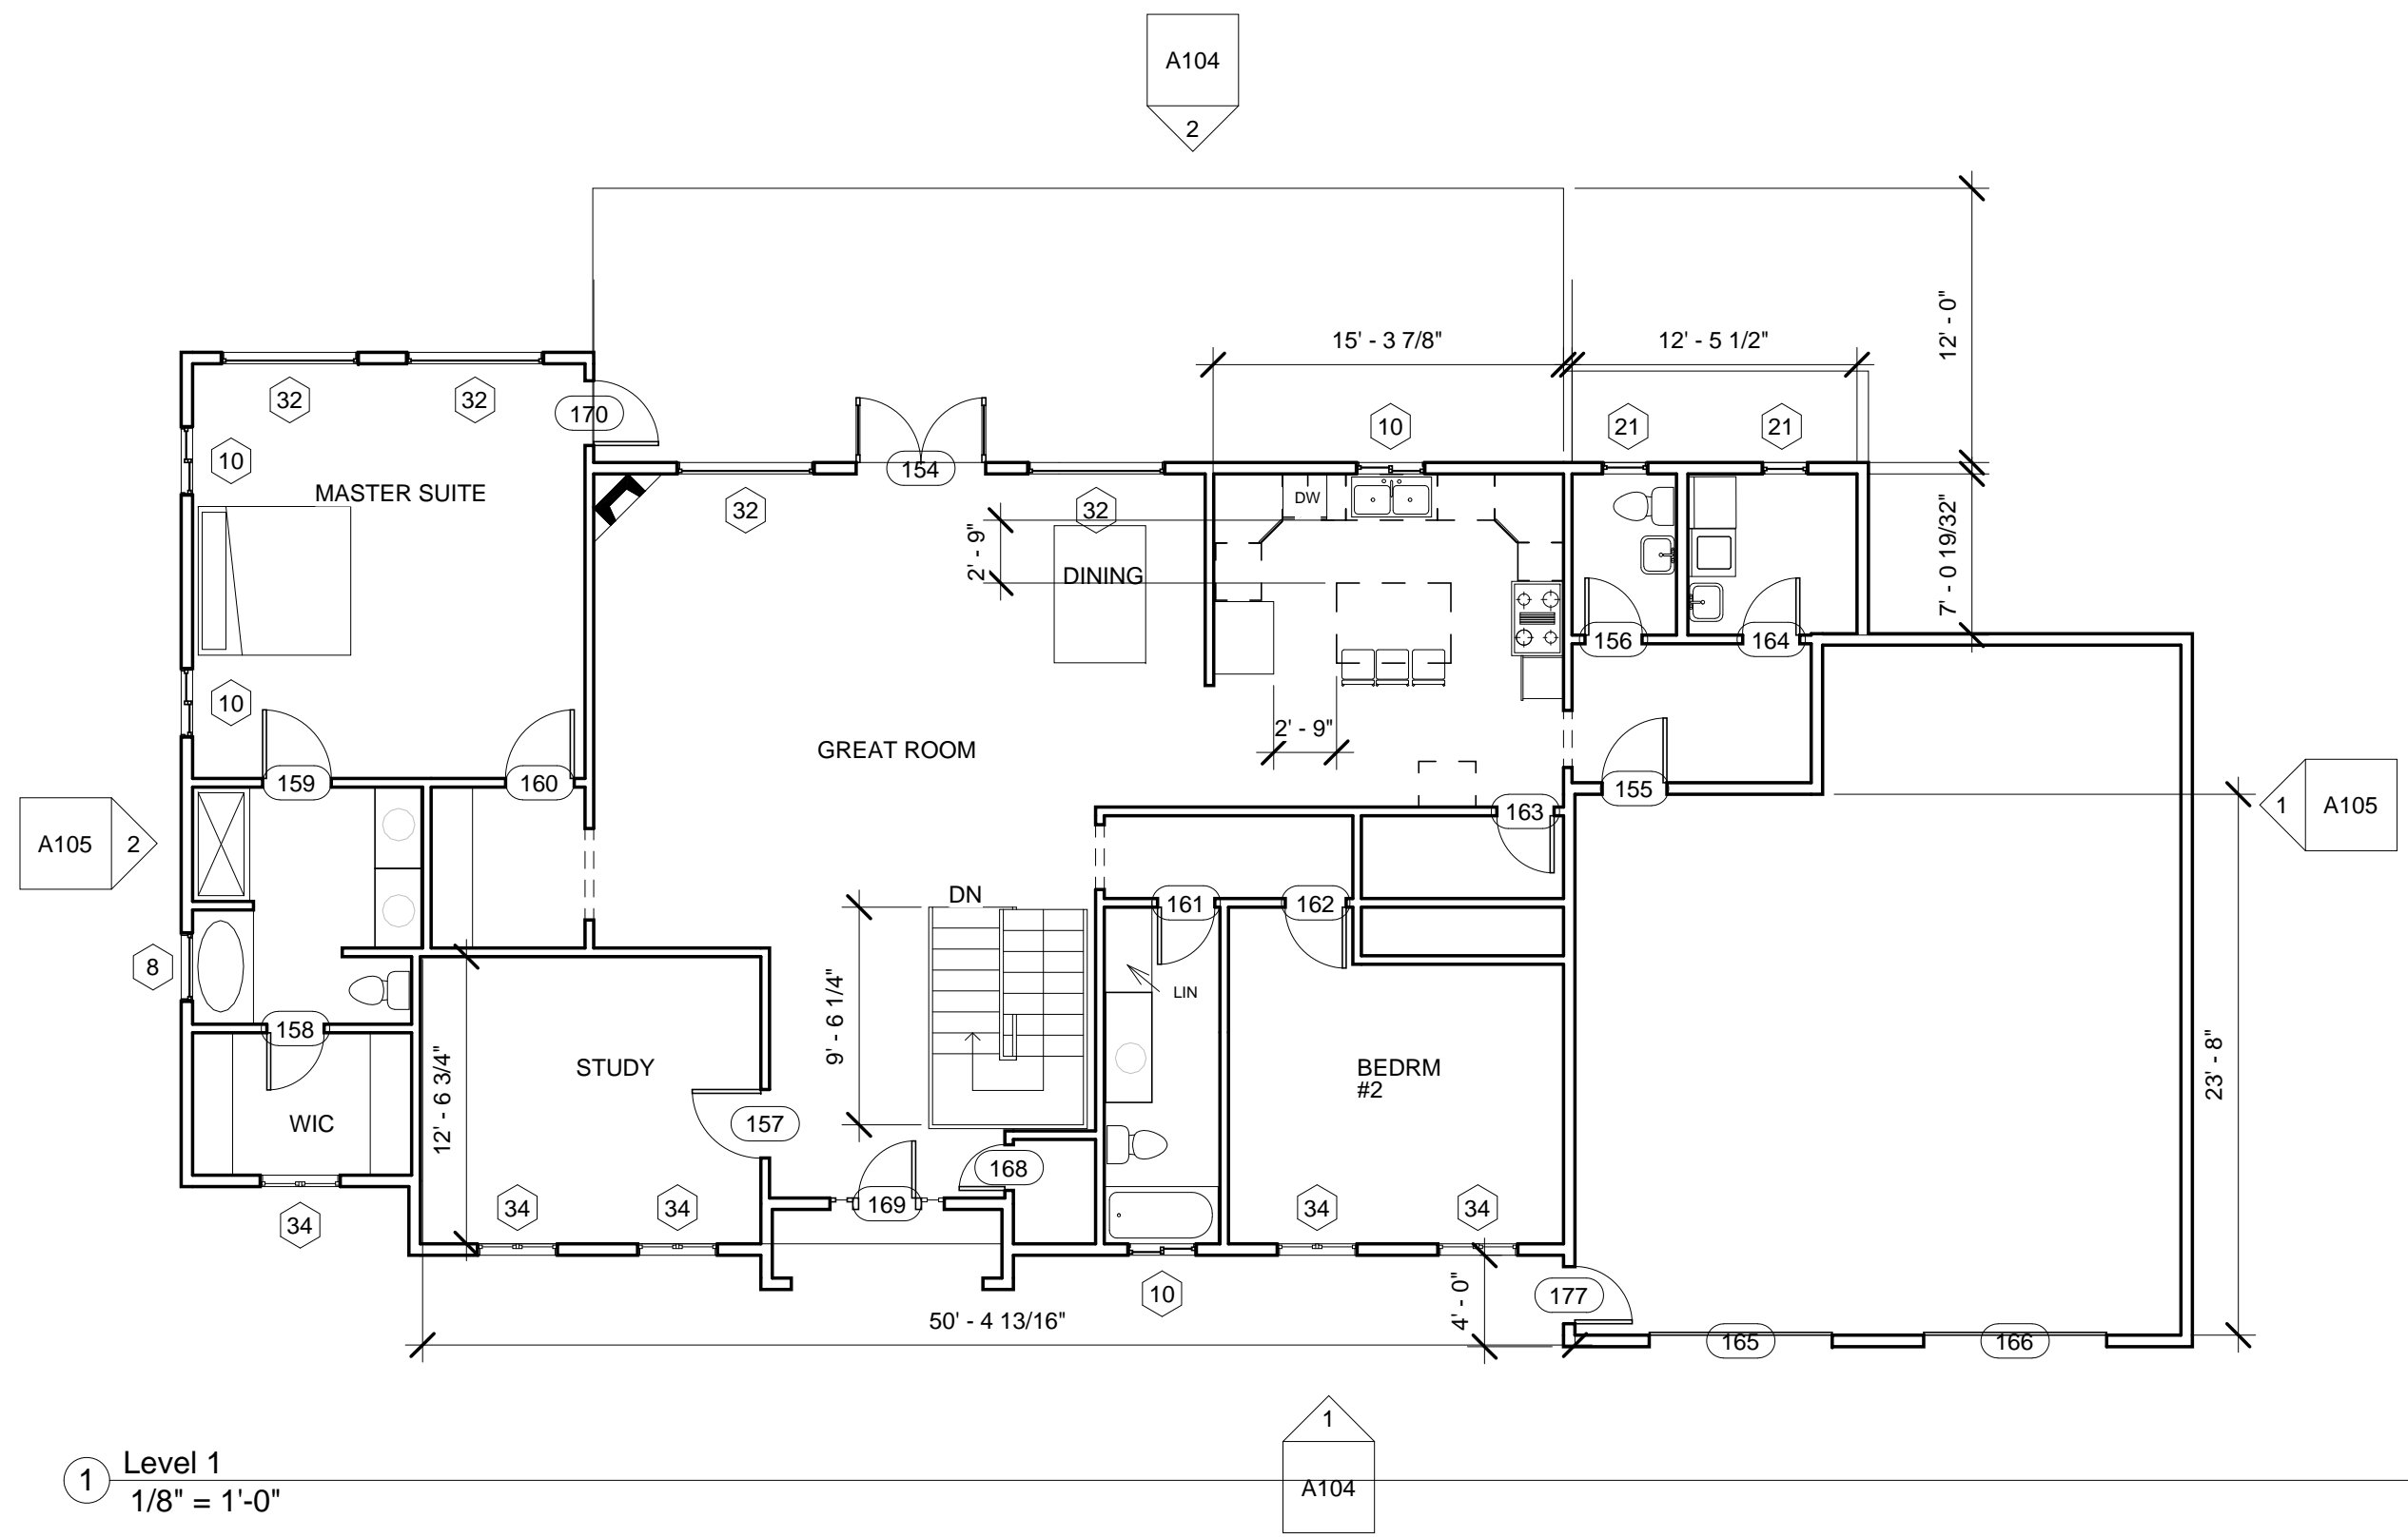 A104
2
15' - 3 7/8"
12' - 5 1/2"
12' - 0"
32
32
170
10
21
21
10
154
MASTER SUITE
32
32
DW
2' - 9"
DINING
7' - 0 19/32"
156
164
10
2' - 9"
GREAT ROOM
159
160
155
163
A105
2
1
A105
DN
161
162
8
LIN
9' - 6 1/4"
158
STUDY
BEDRM
#2
12' - 6 3/4"
23' - 8"
WIC
157
168
34
34
34
169
34
34
10
177
4' - 0"
50' - 4 13/16"
165
166
1
A104
1
Level 1
1/8" = 1'-0"